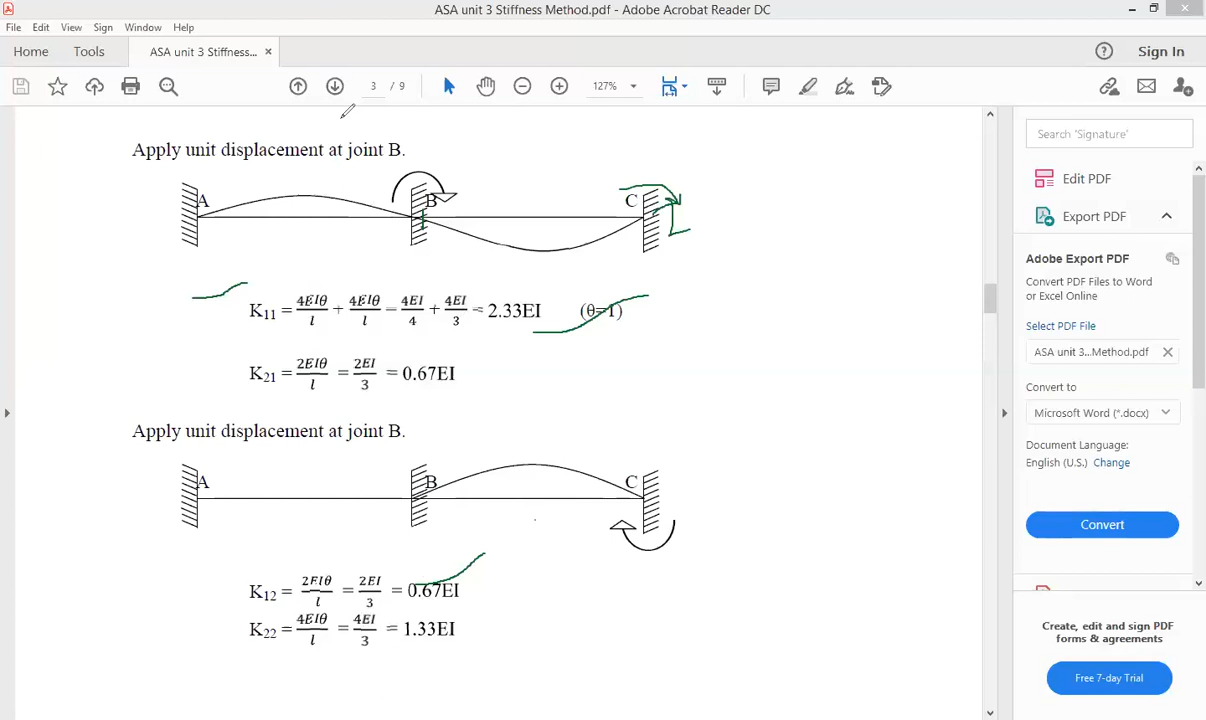 ASA unit 3 Stiffness Method.pdf - Adobe Acrobat Reader DC
File Edit View Sign Window Help
Home Tools ASA unit 3 Stiffness... × Sign In
3 / 9 127%
Apply unit displacement at joint B.
A B C
K11 = 4EIθ/l + 4EIθ/l = 4EI/4 + 4EI/3 = 2.33EI (θ=1)
K21 = 2EIθ/l = 2EI/3 = 0.67EI
Apply unit displacement at joint B.
A B C
K12 = 2EIθ/l = 2EI/3 = 0.67EI
K22 = 4EIθ/l = 4EI/3 = 1.33EI
Search 'Signature'
Edit PDF
Export PDF
Adobe Export PDF
Convert PDF Files to Word
or Excel Online
Select PDF File
ASA unit 3...Method.pdf
Convert to
Microsoft Word (*.docx)
Document Language:
English (U.S.) Change
Convert
Create, edit and sign PDF
forms & agreements
Free 7-day Trial